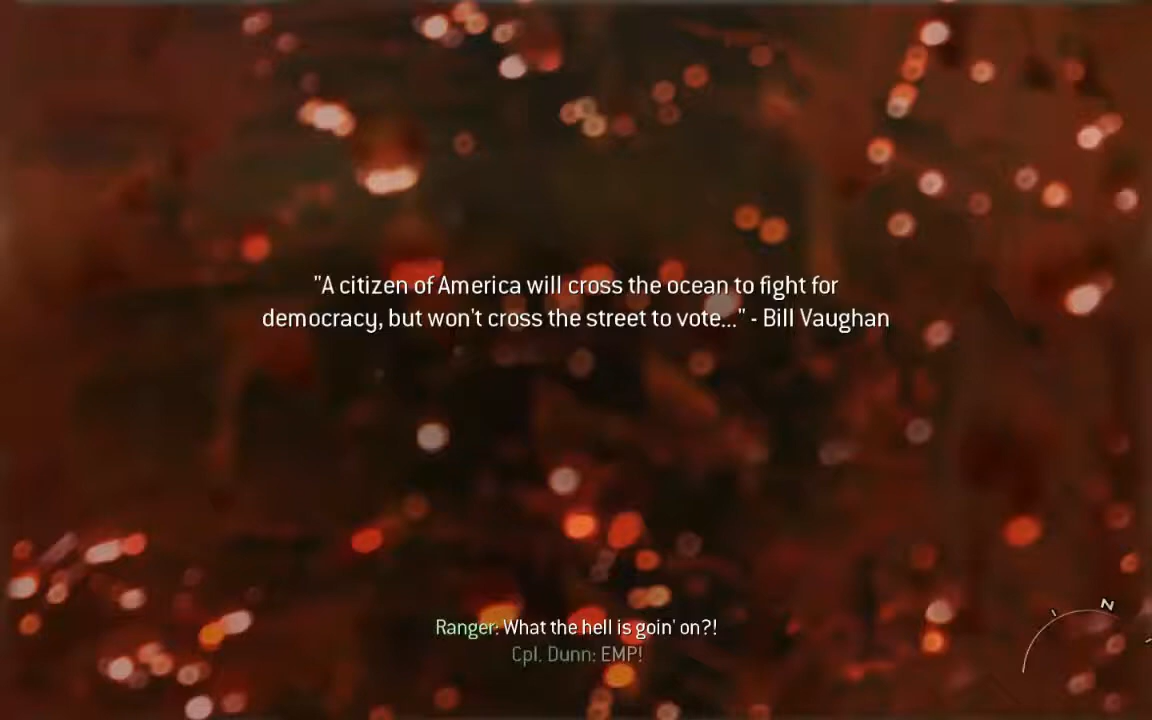 "A citizen of America will cross the ocean to fight for
democracy, but won't cross the street to vote..." - Bill Vaughan
Ranger: What the hell is goin' on?!
Cpl. Dunn: EMP!
N